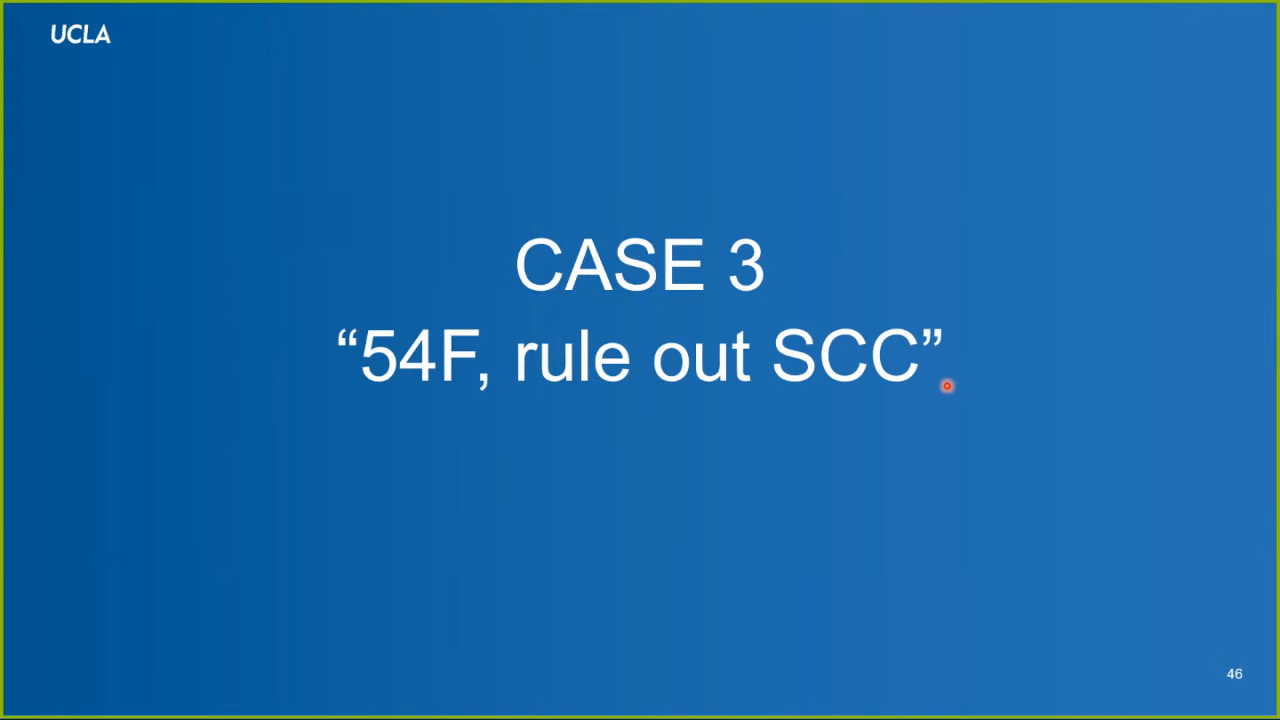 UCLA
CASE 3
“54F, rule out SCC”
46